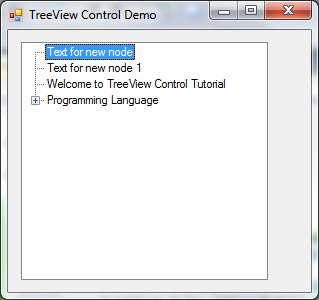 TreeView Control Demo
Text for new node
Text for new node 1
Welcome to TreeView Control Tutorial
Programming Language